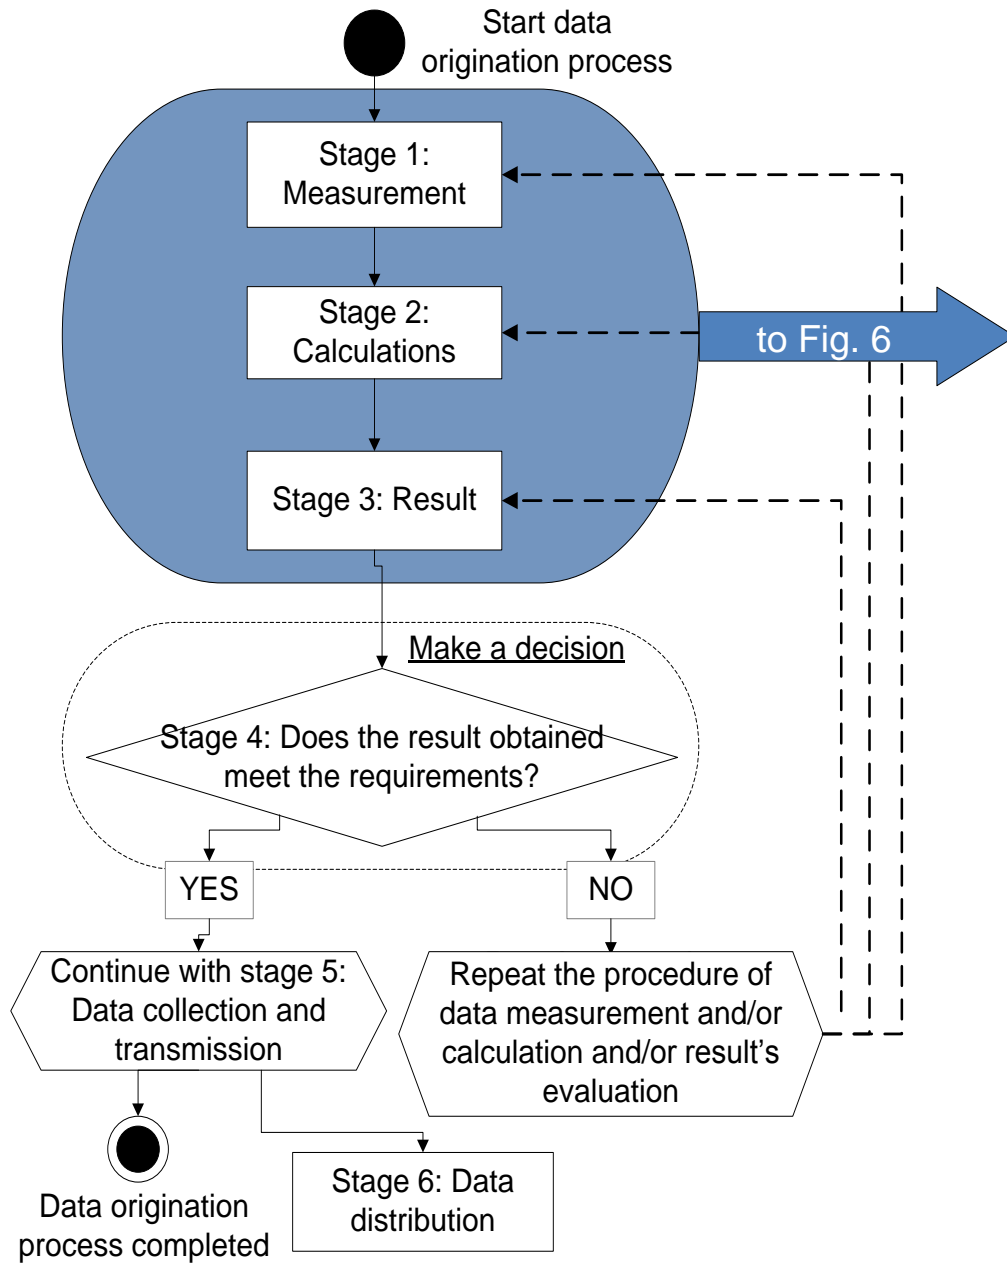 Start data
origination process
Stage 1:
Measurement
Stage 2:
Calculations
to Fig. 6
Stage 3: Result
Make a decision
Stage 4: Does the result obtained
meet the requirements?
YES
NO
Continue with stage 5:
Data collection and
transmission
Repeat the procedure of
data measurement and/or
calculation and/or result’s
evaluation
Data origination
process completed
Stage 6: Data
distribution